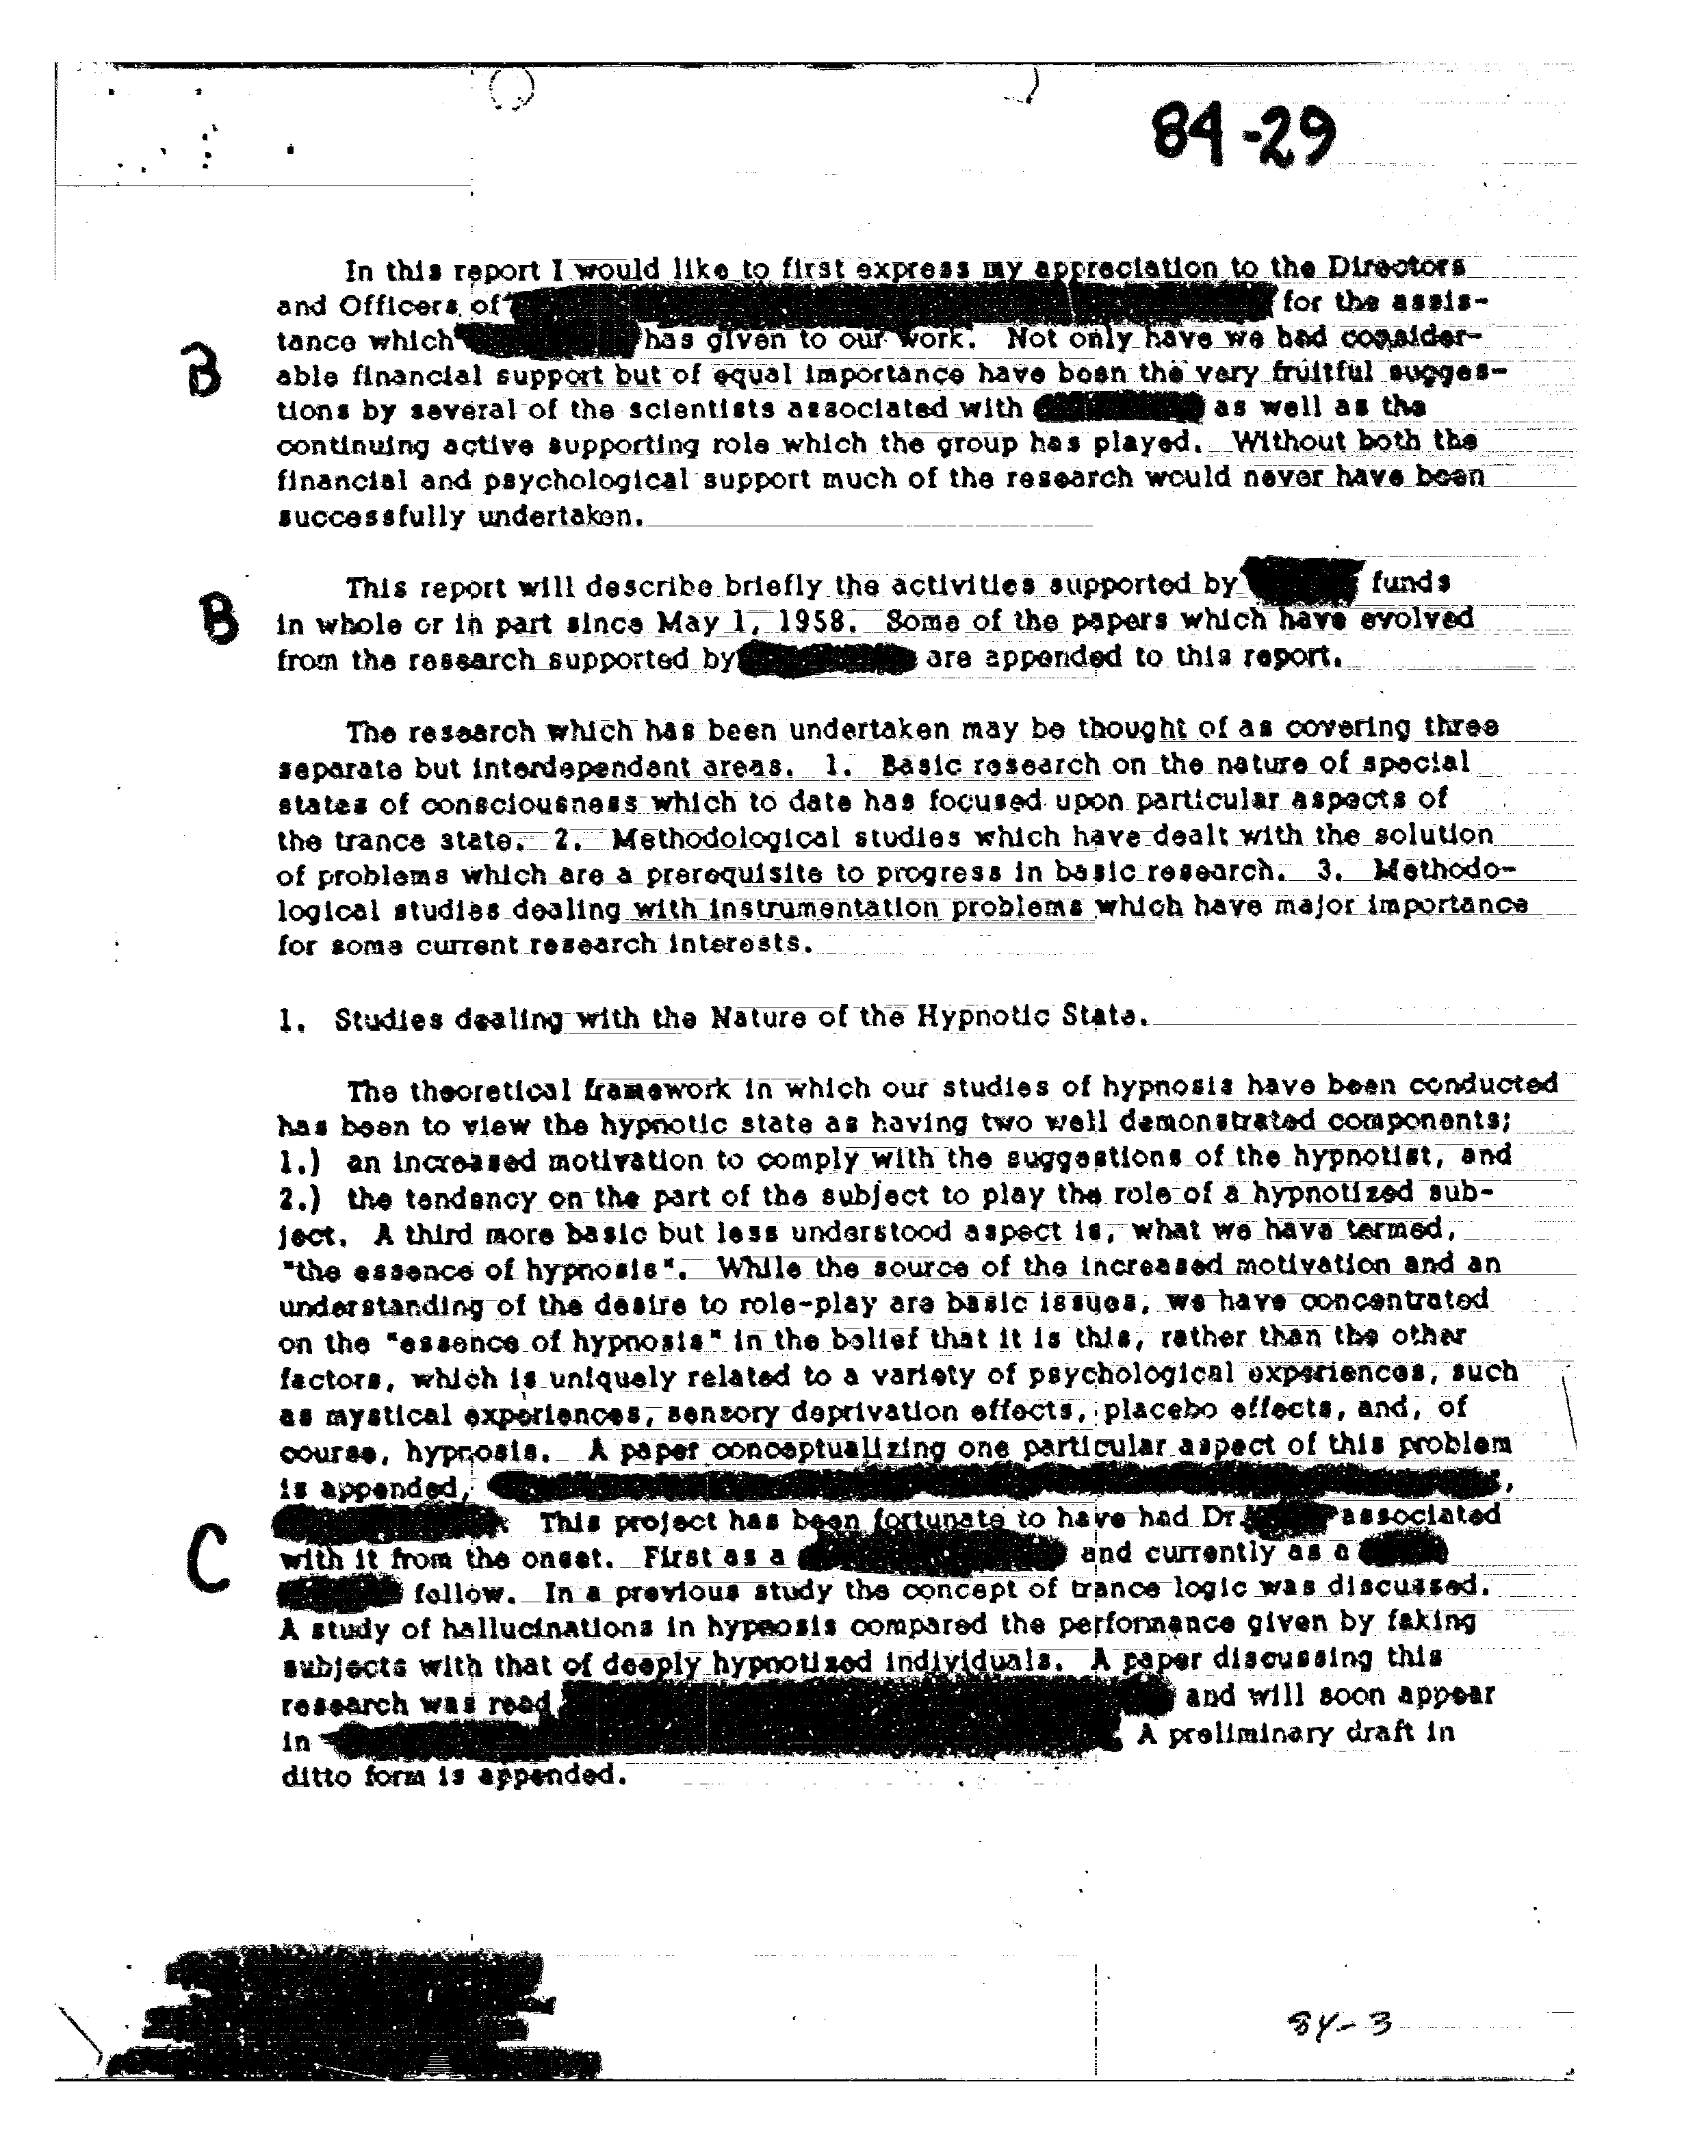 84-29
In this report I would like to first express my appreciation to the Directors
and Officers of for the assis-
tance which has given to our work. Not only have we had consider-
B
able financial support but of equal importance have been the very fruitful sugges-
tions by several of the scientists associated with as well as the
continuing active supporting role which the group has played. Without both the
financial and psychological support much of the research would never have been
successfully undertaken.
This report will describe briefly the activities supported by funds
B
in whole or in part since May 1, 1958. Some of the papers which have evolved
from the research supported by are appended to this report.
The research which has been undertaken may be thought of as covering three
separate but interdependent areas. 1. Basic research on the nature of special
states of consciousness which to date has focused upon particular aspects of
the trance state. 2. Methodological studies which have dealt with the solution
of problems which are a prerequisite to progress in basic research. 3. Methodo-
logical studies dealing with instrumentation problems which have major importance
for some current research interests.
1. Studies dealing with the Nature of the Hypnotic State.
The theoretical framework in which our studies of hypnosis have been conducted
has been to view the hypnotic state as having two well demonstrated components;
1.) an increased motivation to comply with the suggestions of the hypnotist, and
2.) the tendency on the part of the subject to play the role of a hypnotized sub-
ject. A third more basic but less understood aspect is, what we have termed,
"the essence of hypnosis". While the source of the increased motivation and an
understanding of the desire to role-play are basic issues, we have concentrated
on the "essence of hypnosis" in the belief that it is this, rather than the other
factors, which is uniquely related to a variety of psychological experiences, such
as mystical experiences, sensory deprivation effects, placebo effects, and, of
course, hypnosis. A paper conceptualizing one particular aspect of this problem
is appended, ,
. This project has been fortunate to have had Dr. associated
C
with it from the onset. First as a and currently as a
follow. In a previous study the concept of trance logic was discussed.
A study of hallucinations in hypnosis compared the performance given by faking
subjects with that of deeply hypnotized individuals. A paper discussing this
research was read and will soon appear
in A preliminary draft in
ditto form is appended.
84-3